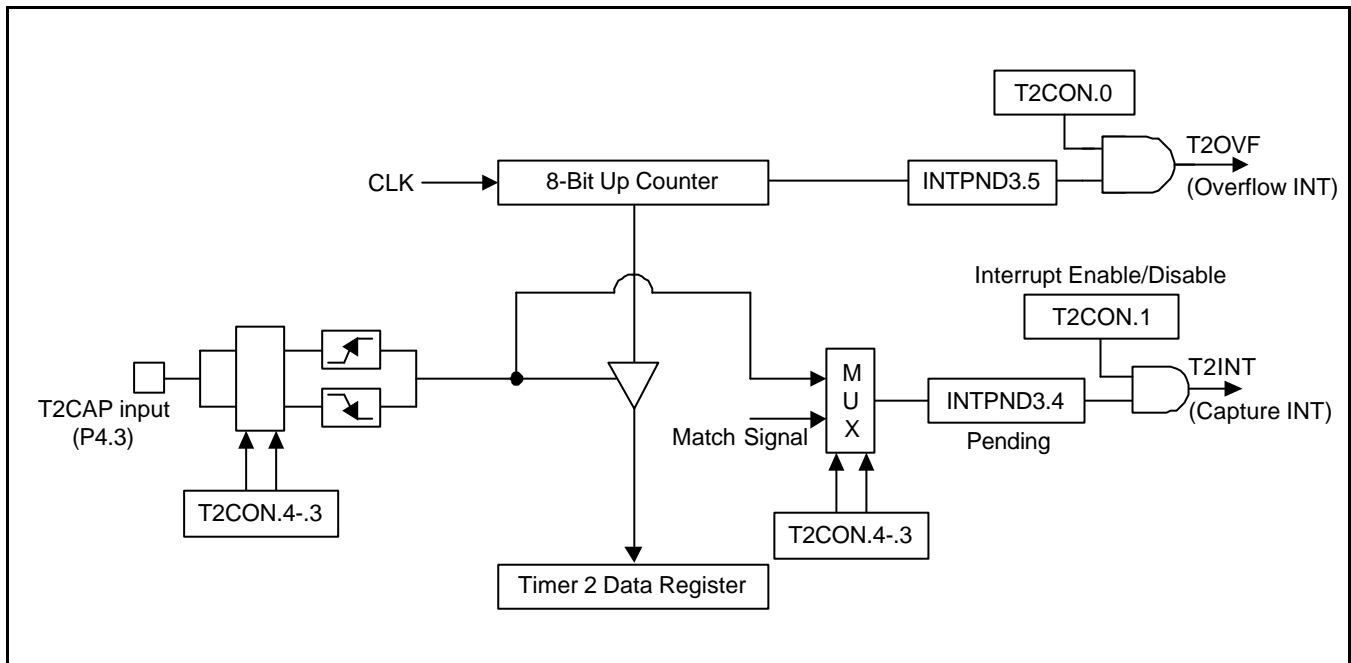 T2CON.0
T2OVF
CLK
8-Bit Up Counter
INTPND3.5
(Overflow INT)
Interrupt Enable/Disable
T2CON.1
T2INT
M
U
X
INTPND3.4
(Capture INT)
T2CAP input
(P4.3)
Match Signal
Pending
T2CON.4-.3
T2CON.4-.3
Timer 2 Data Register